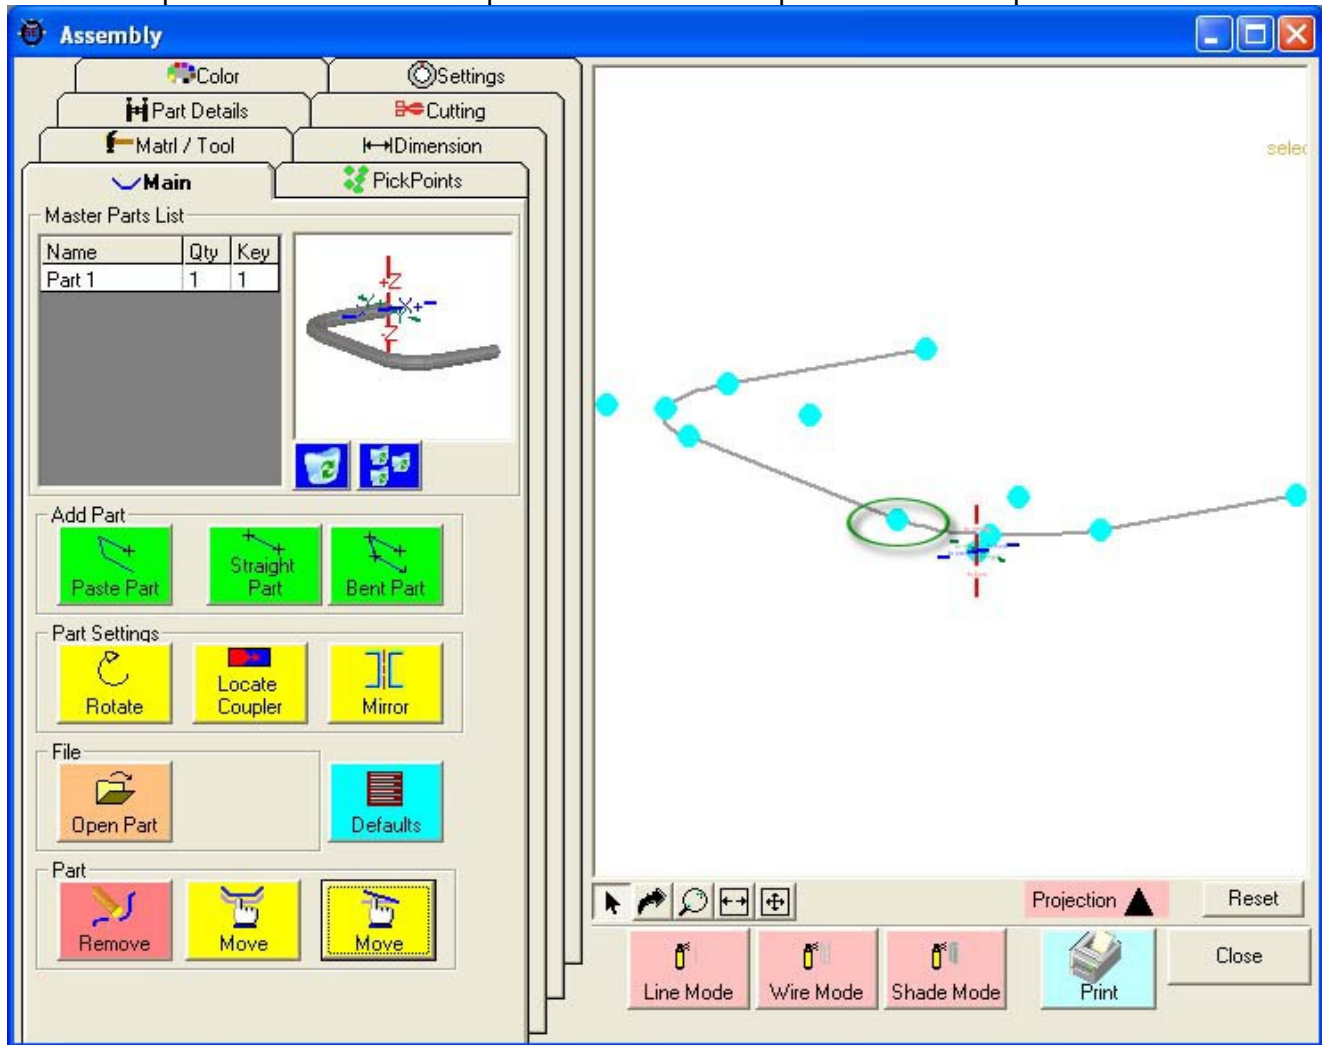 Assembly
Color
Settings
Part Details
Cutting
Matrl / Tool
Dimension
Main
PickPoints
Master Parts List
Name Qty Key
Part 1 1 1
+Z
X+
-Z
selec
Add Part
Paste Part
Straight
Part
Bent Part
Part Settings
Rotate
Locate
Coupler
Mirror
File
Open Part
Defaults
Part
Remove
Move
Move
Projection
Reset
Line Mode
Wire Mode
Shade Mode
Print
Close